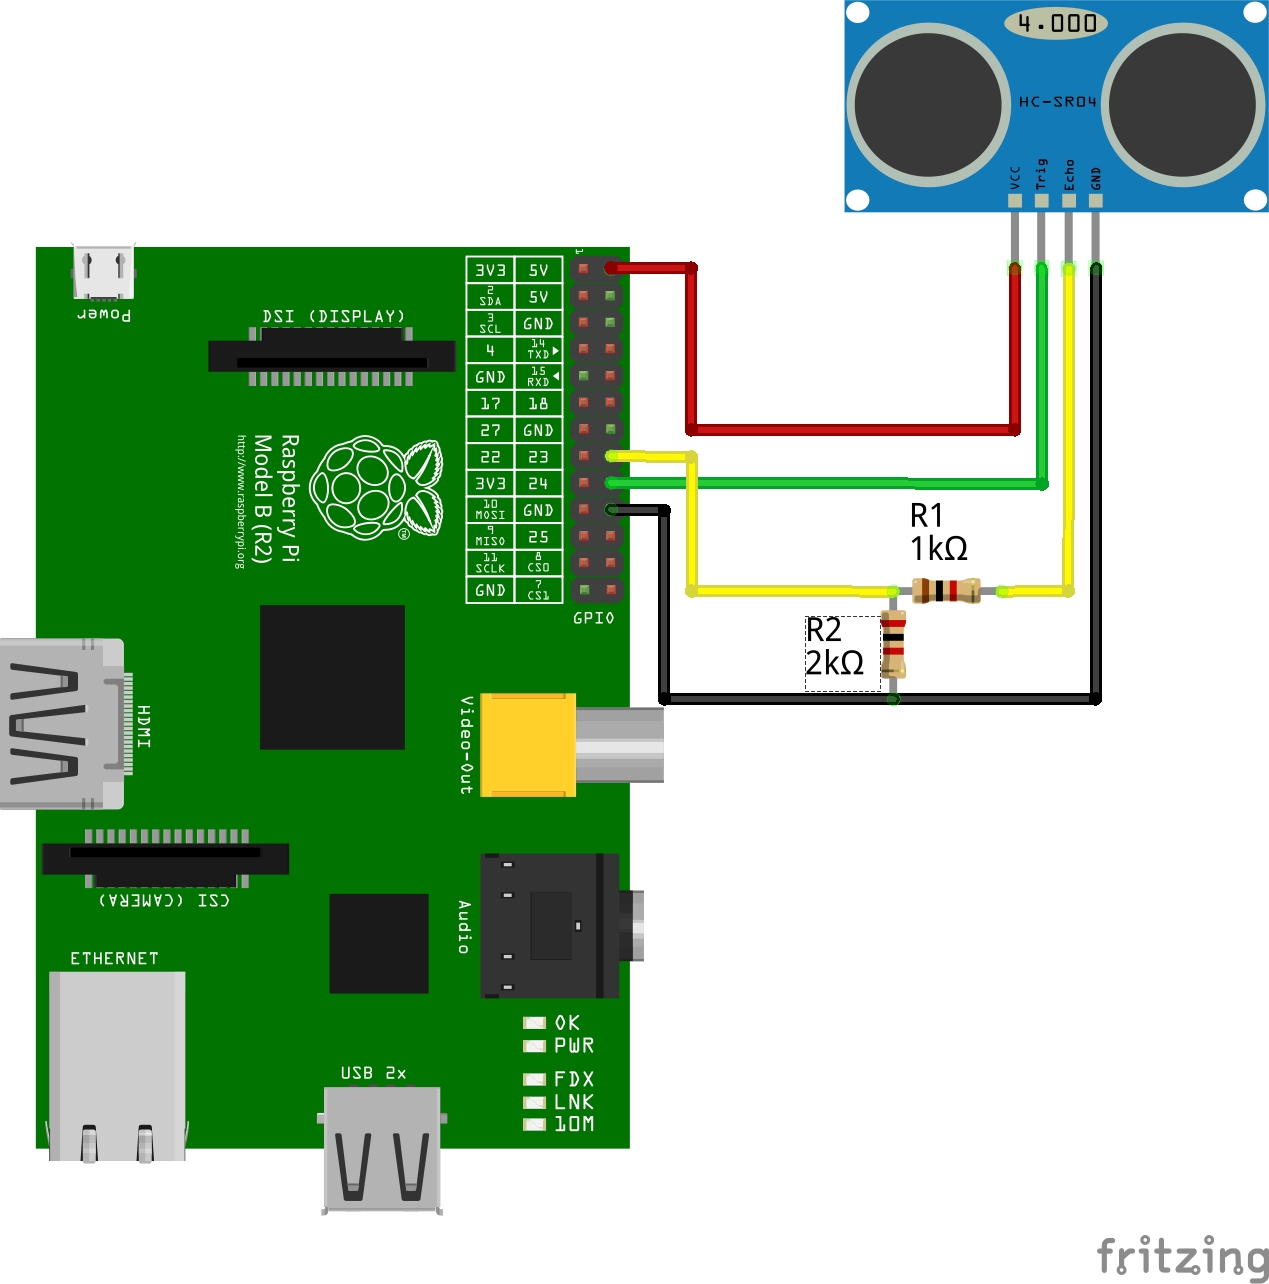 4.000
HC-SR04
VCC Trig Echo GND
1
3V3 5V
2 SDA 5V
3 SCL GND
4 14 TXD
GND 15 RXD
17 18
27 GND
22 23
3V3 24
10 MOSI GND
9 MISO 25
11 SCLK 8 CS0
GND 7 CS1
GPIO
Power
DSI (DISPLAY)
Raspberry Pi
Model B (R2)
http://www.raspberrypi.org
TM
R1
1kΩ
R2
2kΩ
HDMI
Video-Out
CSI (CAMERA)
Audio
ETHERNET
OK
PWR
FDX
LNK
10M
USB 2x
fritzing